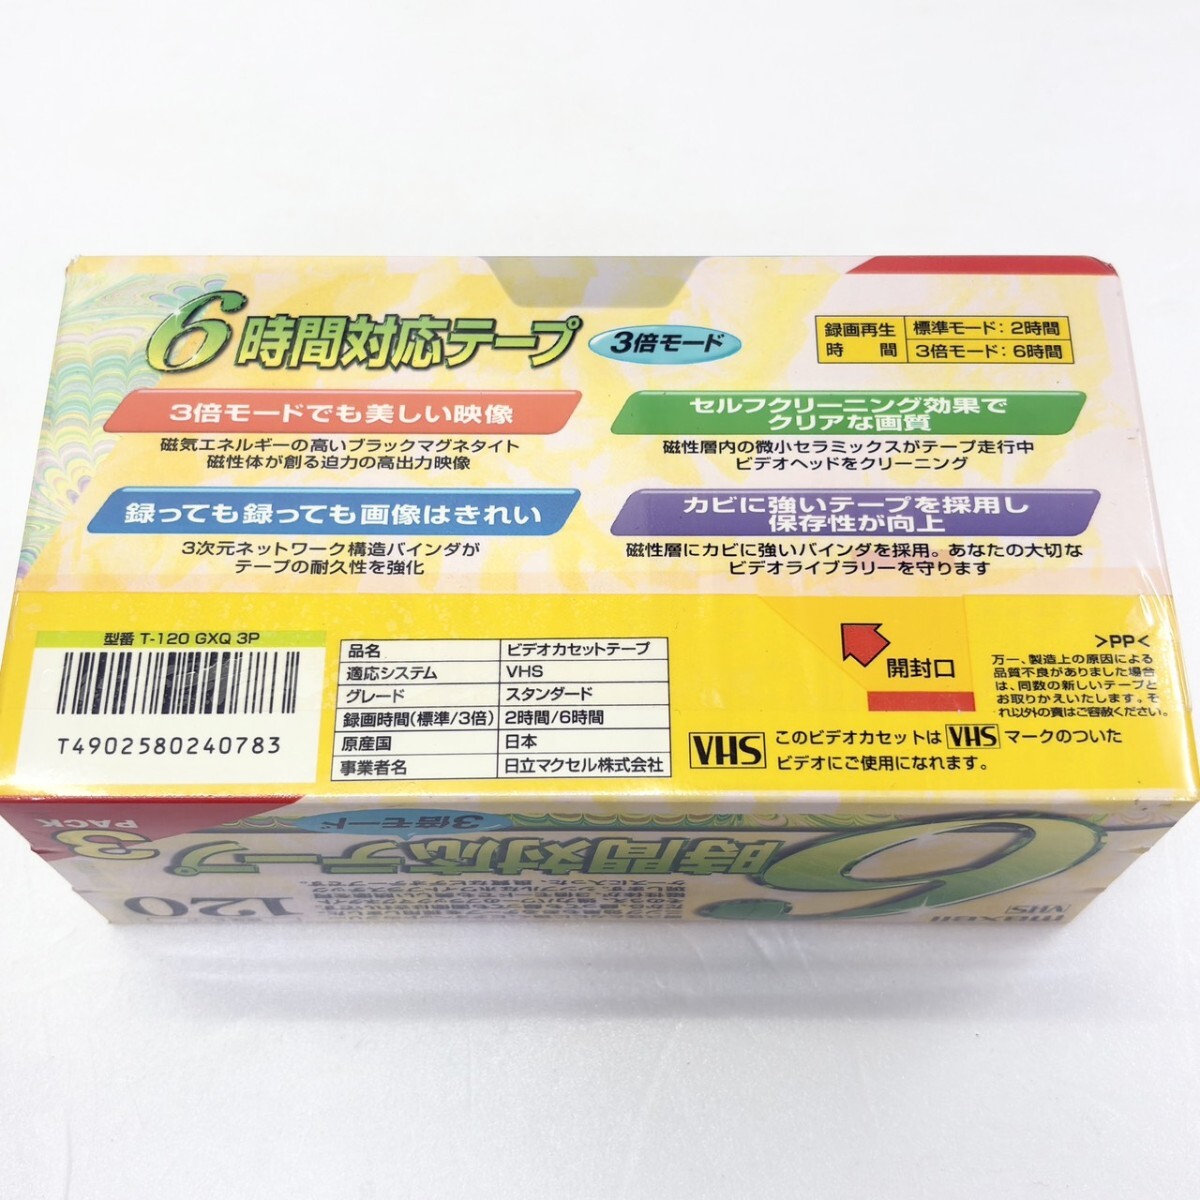 6時間対応テープ
3倍モード
録画再生時間
標準モード：2時間
3倍モード：6時間
3倍モードでも美しい映像
磁気エネルギーの高いブラックマグネタイト
磁性体が創る迫力の高出力映像
セルフクリーニング効果で
クリアな画質
磁性層内の微小セラミックスがテープ走行中
ビデオヘッドをクリーニング
録っても録っても画像はきれい
3次元ネットワーク構造バインダが
テープの耐久性を強化
カビに強いテープを採用し
保存性が向上
磁性層にカビに強いバインダを採用。あなたの大切な
ビデオライブラリーを守ります
型番 T-120 GXQ 3P
T4902580240783
品名 ビデオカセットテープ
適応システム VHS
グレード スタンダード
録画時間(標準/3倍) 2時間/6時間
原産国 日本
事業者名 日立マクセル株式会社
開封口
>PP<
万一、製造上の原因による
品質不良がありました場合
は、同数の新しいテープと
お取りかえいたします。そ
れ以外の責はご容赦ください。
VHS このビデオカセットは VHS マークのついた
ビデオにご使用になれます。
maxell
VHS
6時間対応テープ
3倍モード
3
PACK
120